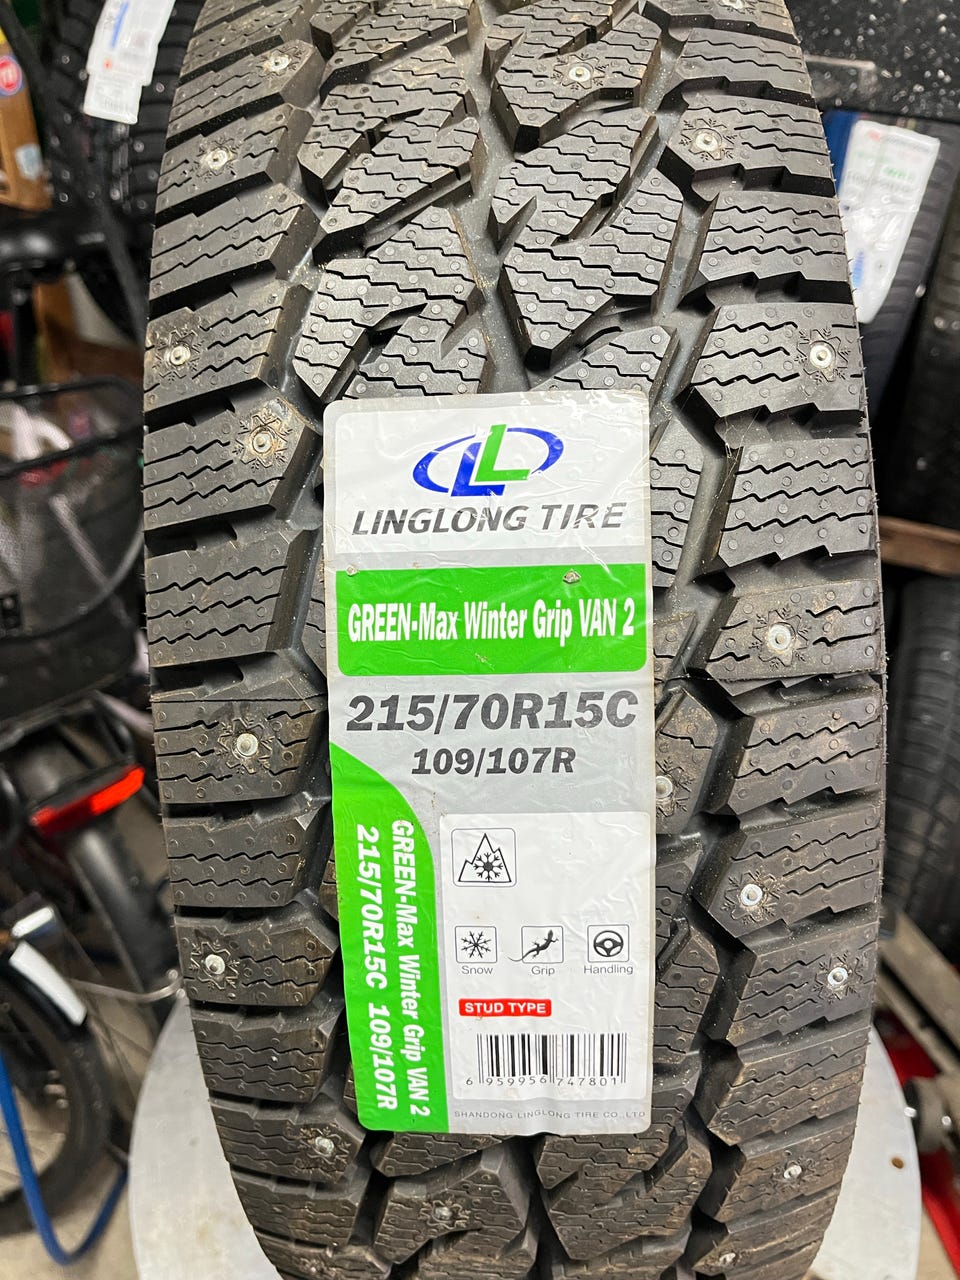 LINGLONG TIRE
GREEN-Max Winter Grip VAN 2
215/70R15C
109/107R
GREEN-Max Winter Grip VAN 2
215/70R15C 109/107R
Snow
Grip
Handling
STUD TYPE
6 959956 747801
SHANDONG LINGLONG TIRE CO.,LTD